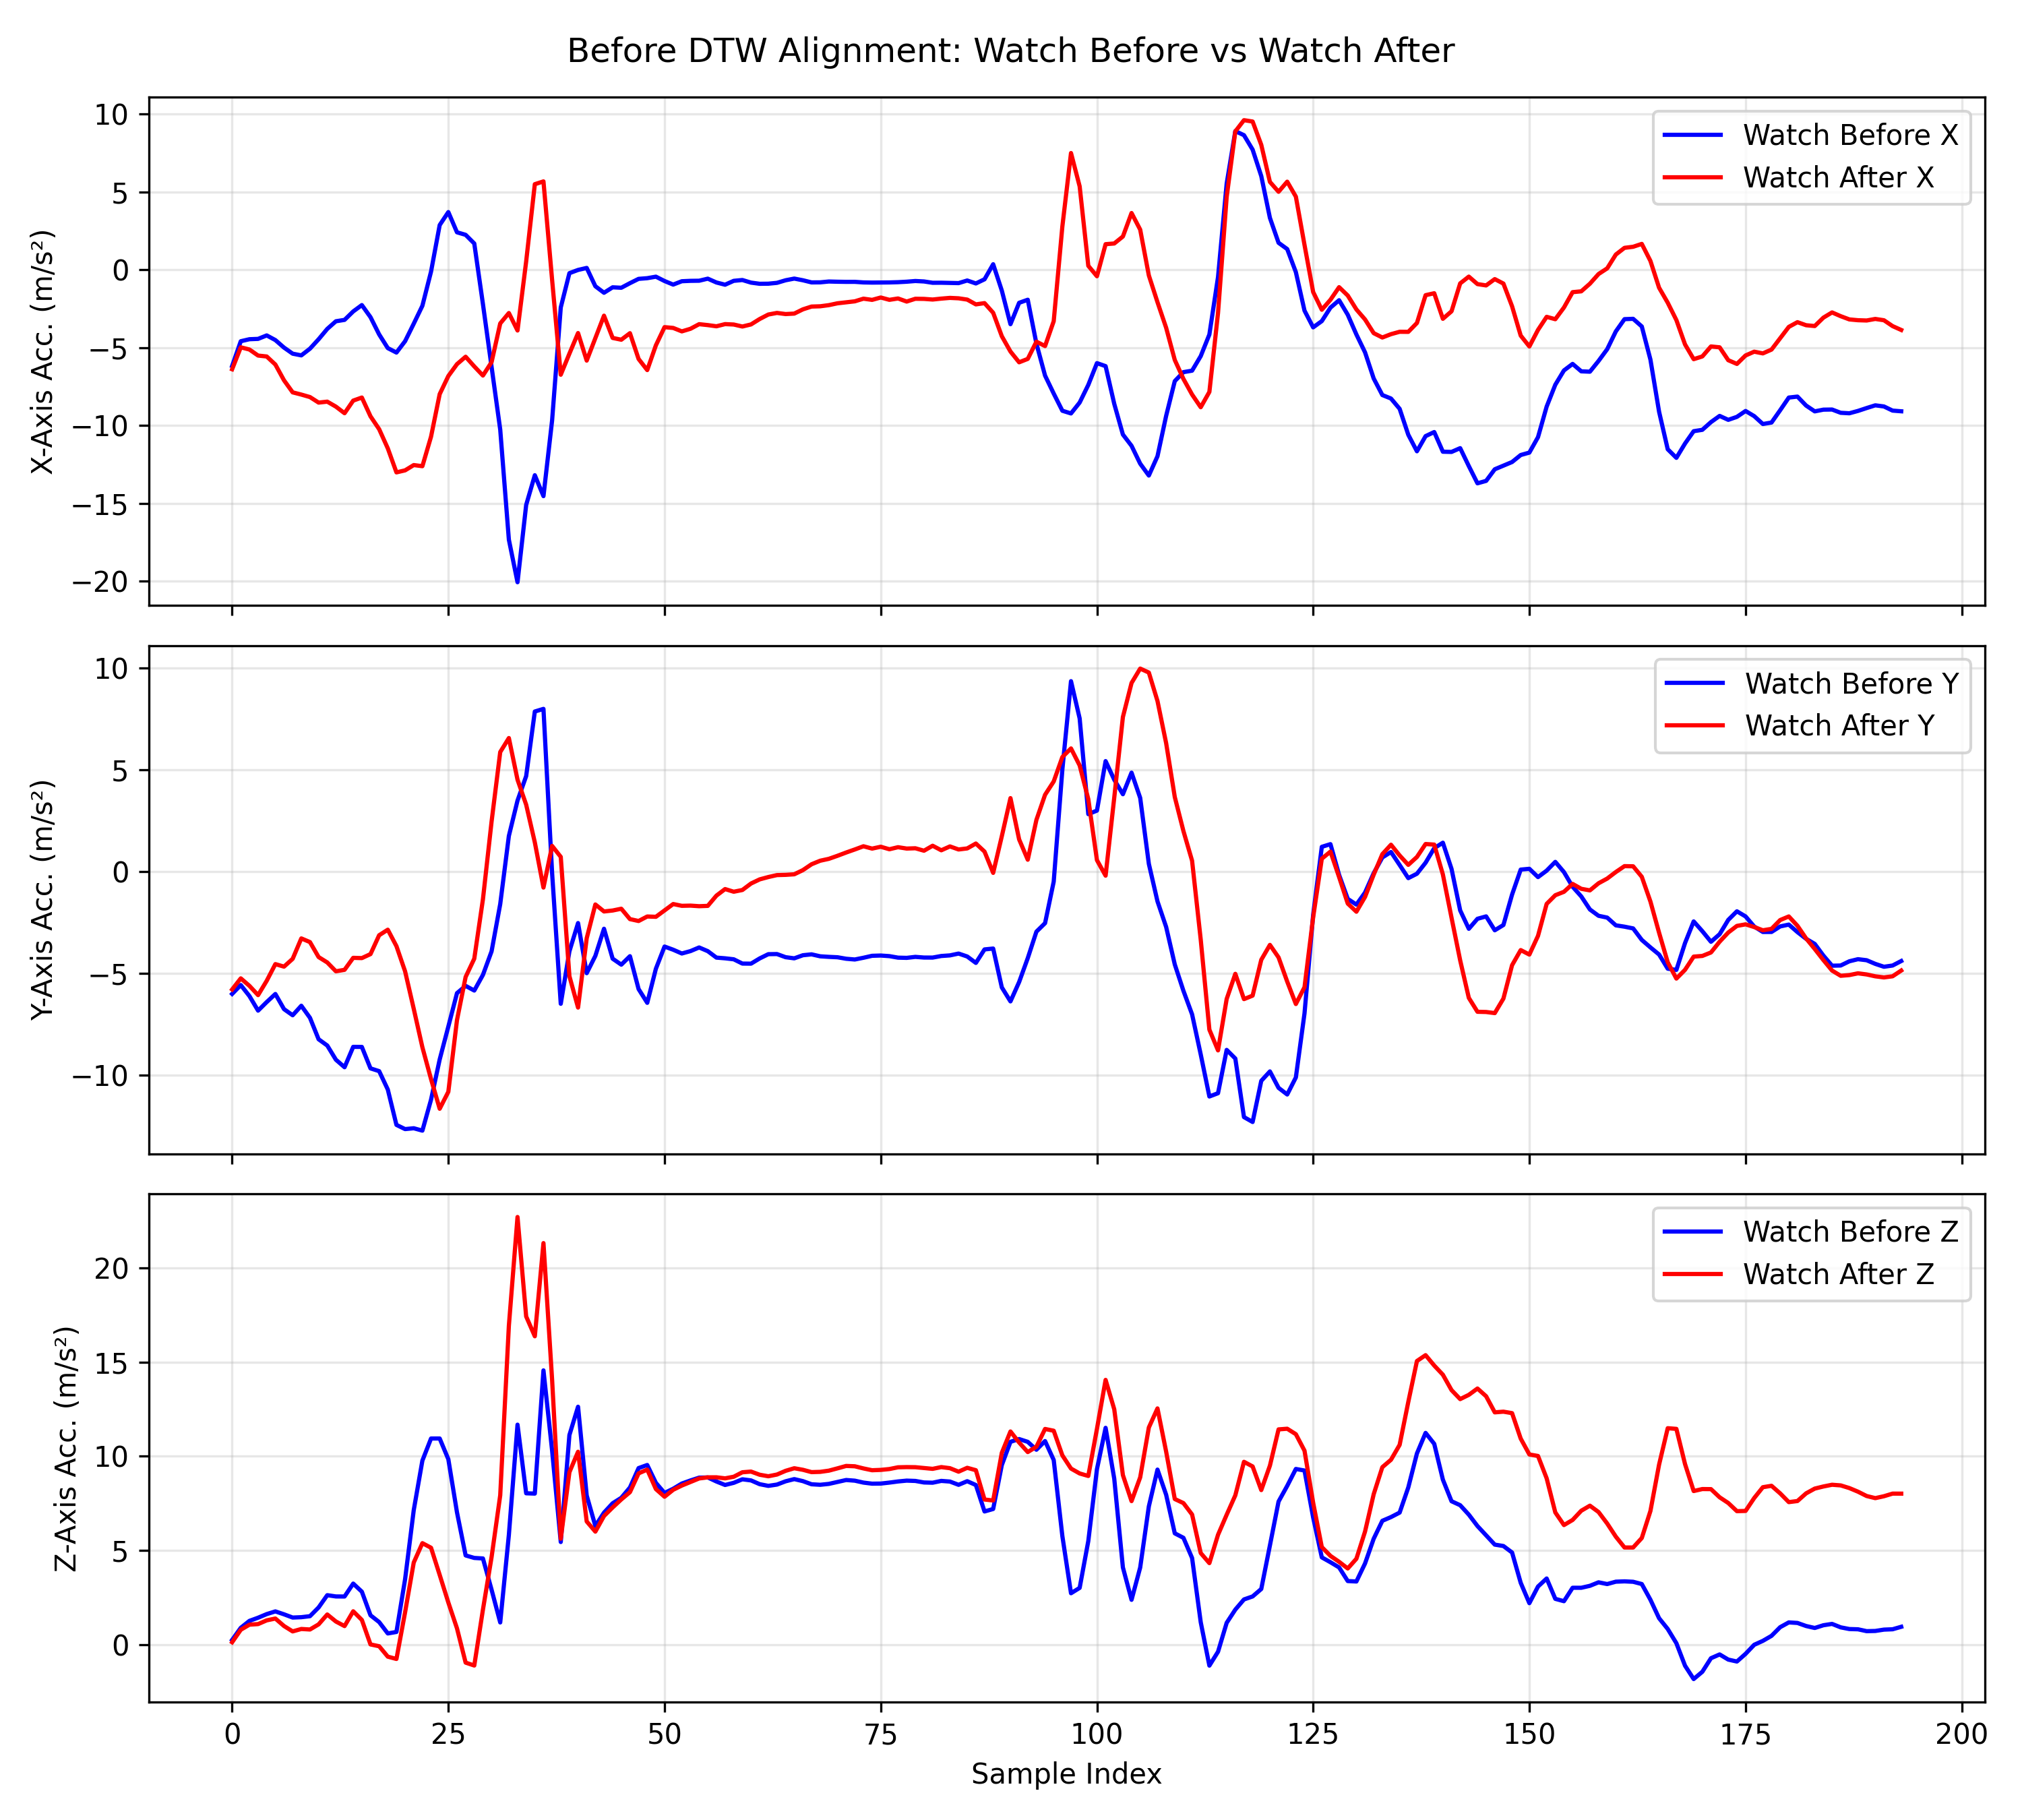 Before DTW Alignment: Watch Before vs Watch After
10
5
0
−5
−10
−15
−20
X-Axis Acc. (m/s²)
Watch Before X
Watch After X
10
5
0
−5
−10
Y-Axis Acc. (m/s²)
Watch Before Y
Watch After Y
20
15
10
5
0
Z-Axis Acc. (m/s²)
Watch Before Z
Watch After Z
0 25 50 75 100 125 150 175 200
Sample Index